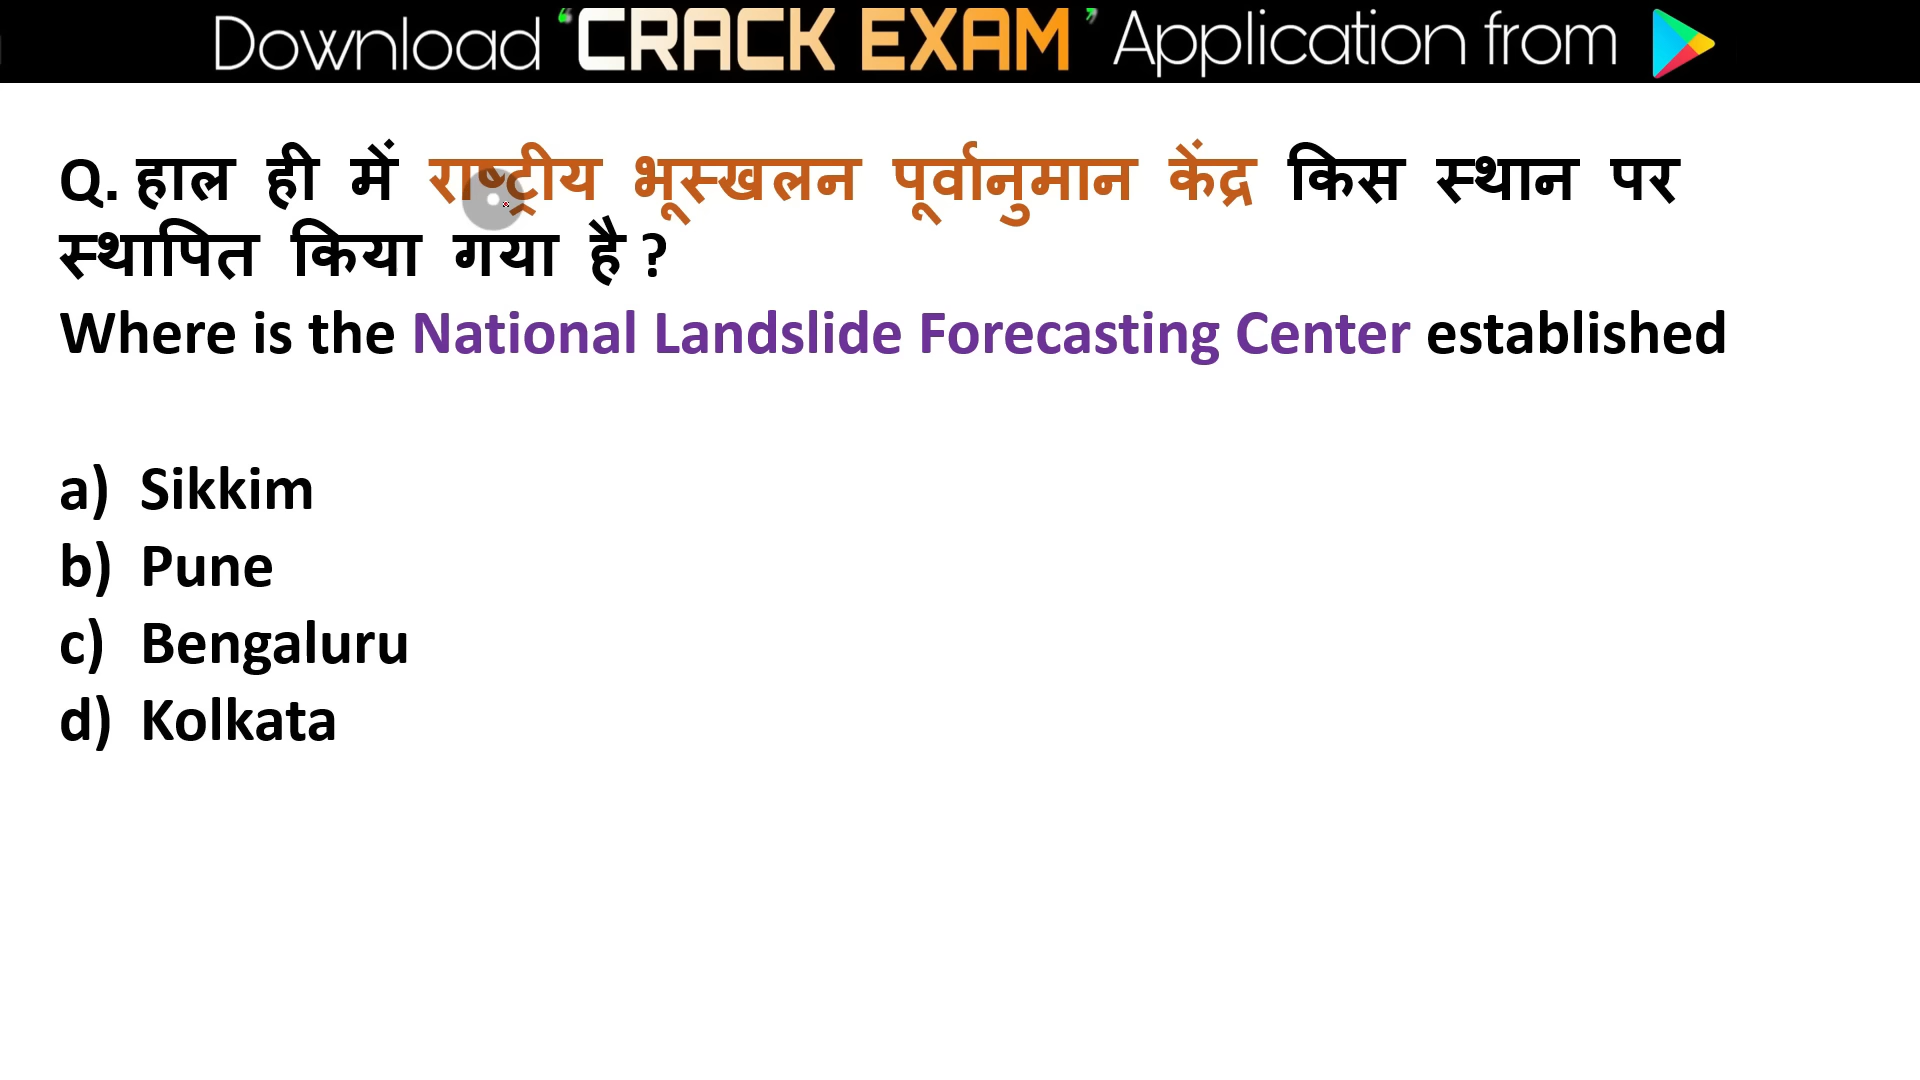 Download ‘CRACK EXAM’ Application from
Q. हाल ही में राष्ट्रीय भूस्खलन पूर्वानुमान केंद्र किस स्थान पर
स्थापित किया गया है ?
Where is the National Landslide Forecasting Center established
a) Sikkim
b) Pune
c) Bengaluru
d) Kolkata